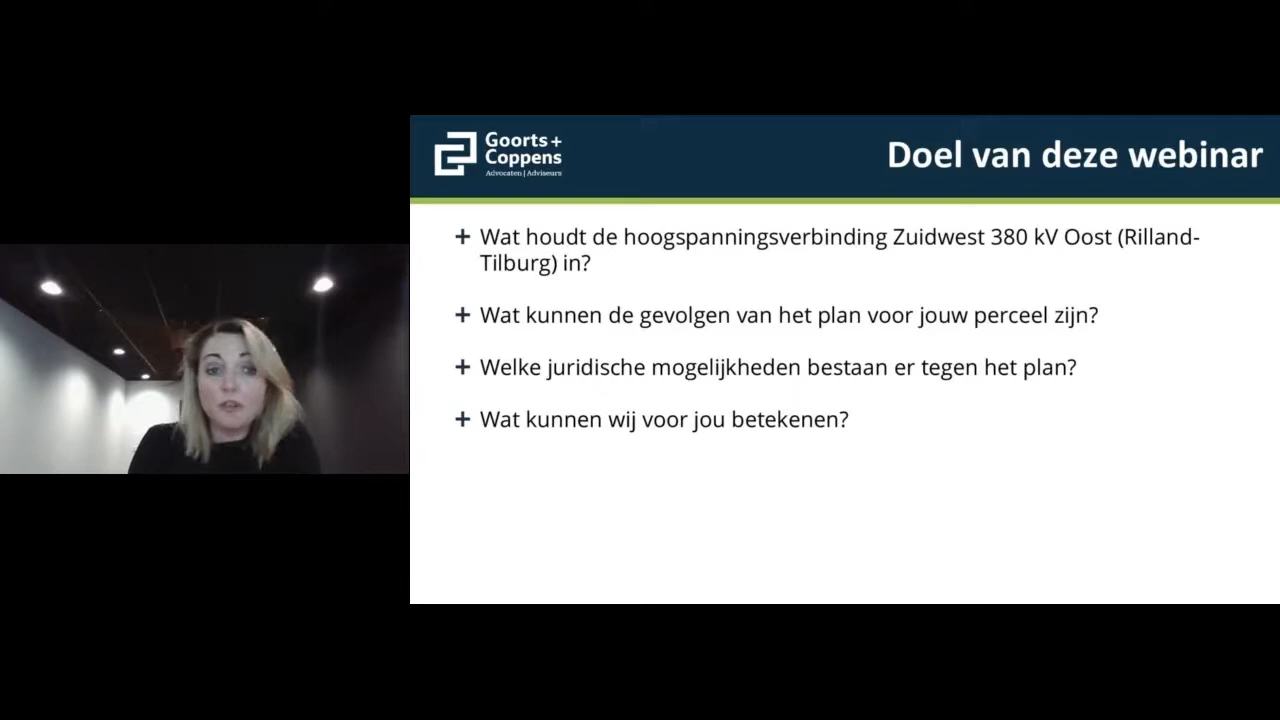 Goorts+
Coppens
Advocaten | Adviseurs
Doel van deze webinar
+ Wat houdt de hoogspanningsverbinding Zuidwest 380 kV Oost (Rilland-
Tilburg) in?
+ Wat kunnen de gevolgen van het plan voor jouw perceel zijn?
+ Welke juridische mogelijkheden bestaan er tegen het plan?
+ Wat kunnen wij voor jou betekenen?